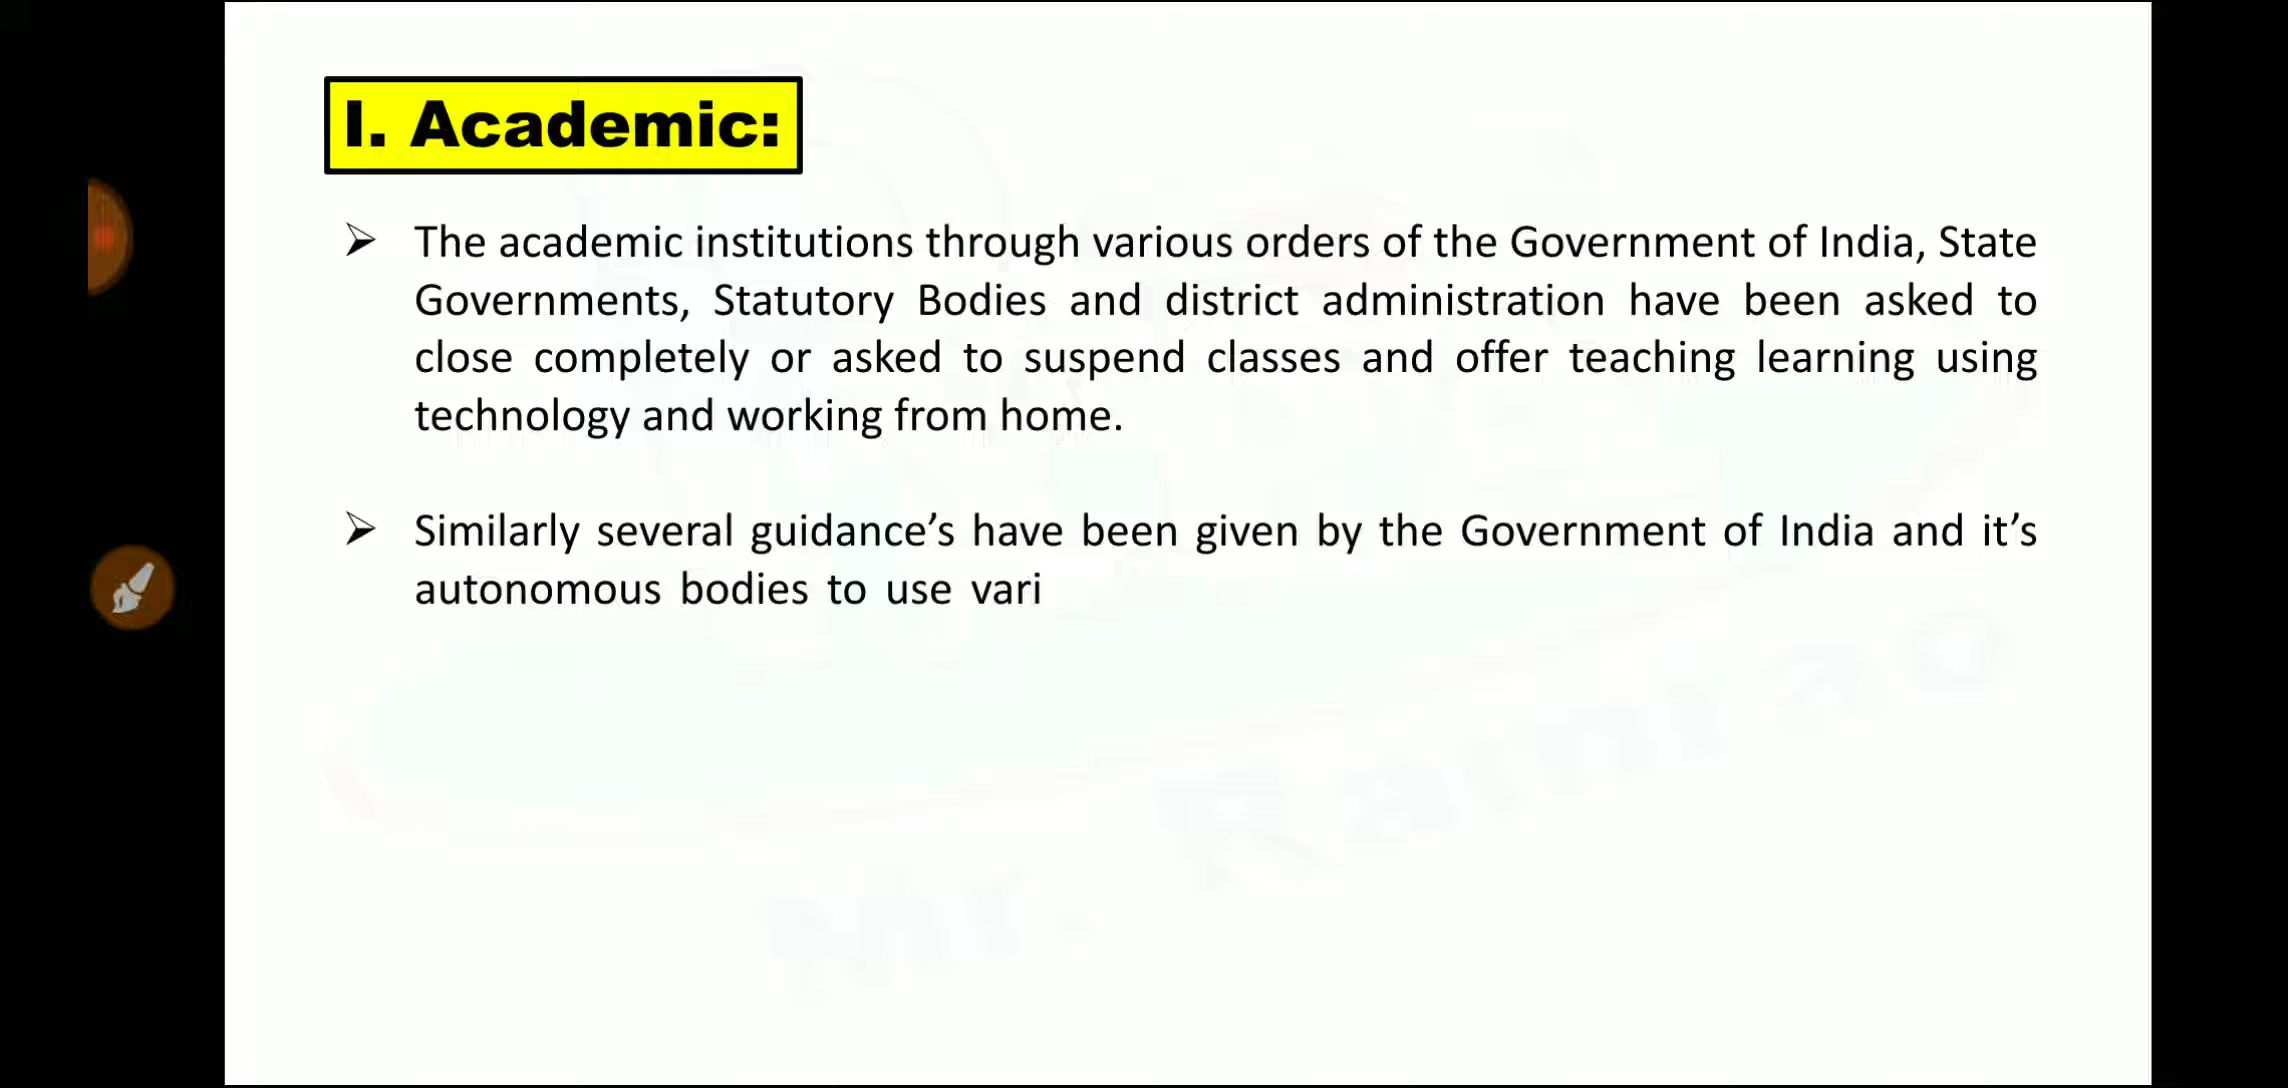 I. Academic:
➢ The academic institutions through various orders of the Government of India, State
Governments, Statutory Bodies and district administration have been asked to
close completely or asked to suspend classes and offer teaching learning using
technology and working from home.
➢ Similarly several guidance’s have been given by the Government of India and it’s
autonomous bodies to use vari
Mr. Ramrao